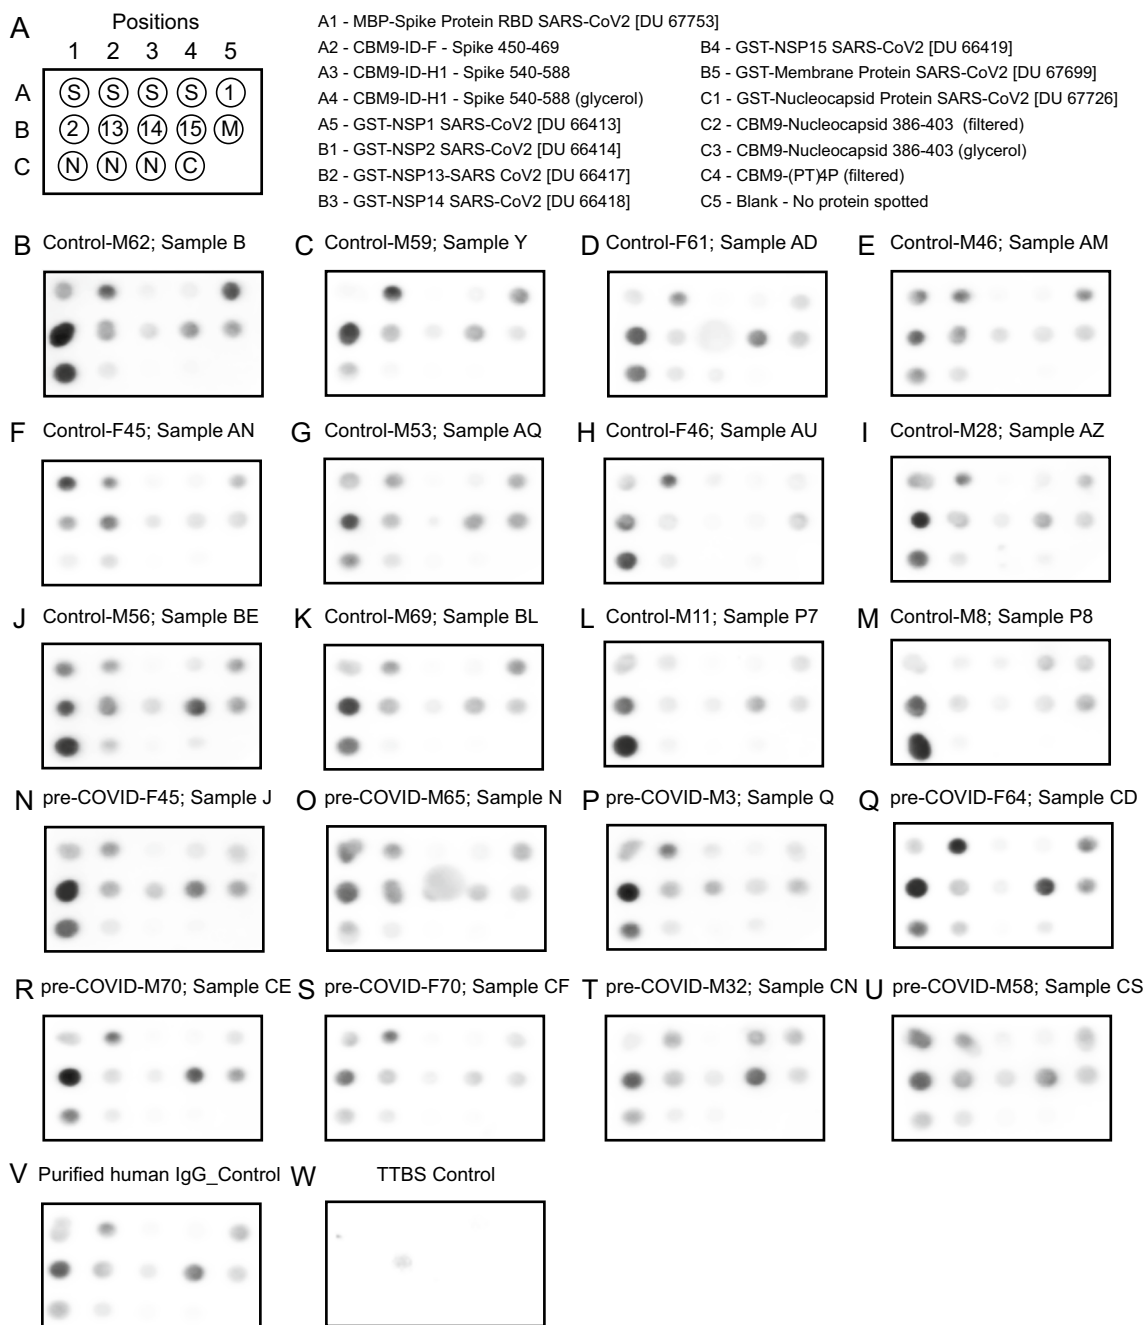 A
Positions
1 2 3 4 5
A S S S S 1
B 2 13 14 15 M
C N N N C
A1 - MBP-Spike Protein RBD SARS-CoV2 [DU 67753]
A2 - CBM9-ID-F - Spike 450-469
A3 - CBM9-ID-H1 - Spike 540-588
A4 - CBM9-ID-H1 - Spike 540-588 (glycerol)
A5 - GST-NSP1 SARS-CoV2 [DU 66413]
B1 - GST-NSP2 SARS-CoV2 [DU 66414]
B2 - GST-NSP13-SARS CoV2 [DU 66417]
B3 - GST-NSP14 SARS-CoV2 [DU 66418]
B4 - GST-NSP15 SARS-CoV2 [DU 66419]
B5 - GST-Membrane Protein SARS-CoV2 [DU 67699]
C1 - GST-Nucleocapsid Protein SARS-CoV2 [DU 67726]
C2 - CBM9-Nucleocapsid 386-403 (filtered)
C3 - CBM9-Nucleocapsid 386-403 (glycerol)
C4 - CBM9-(PT)4P (filtered)
C5 - Blank - No protein spotted
B Control-M62; Sample B
C Control-M59; Sample Y
D Control-F61; Sample AD
E Control-M46; Sample AM
F Control-F45; Sample AN
G Control-M53; Sample AQ
H Control-F46; Sample AU
I Control-M28; Sample AZ
J Control-M56; Sample BE
K Control-M69; Sample BL
L Control-M11; Sample P7
M Control-M8; Sample P8
N pre-COVID-F45; Sample J
O pre-COVID-M65; Sample N
P pre-COVID-M3; Sample Q
Q pre-COVID-F64; Sample CD
R pre-COVID-M70; Sample CE
S pre-COVID-F70; Sample CF
T pre-COVID-M32; Sample CN
U pre-COVID-M58; Sample CS
V Purified human IgG_Control
W TTBS Control